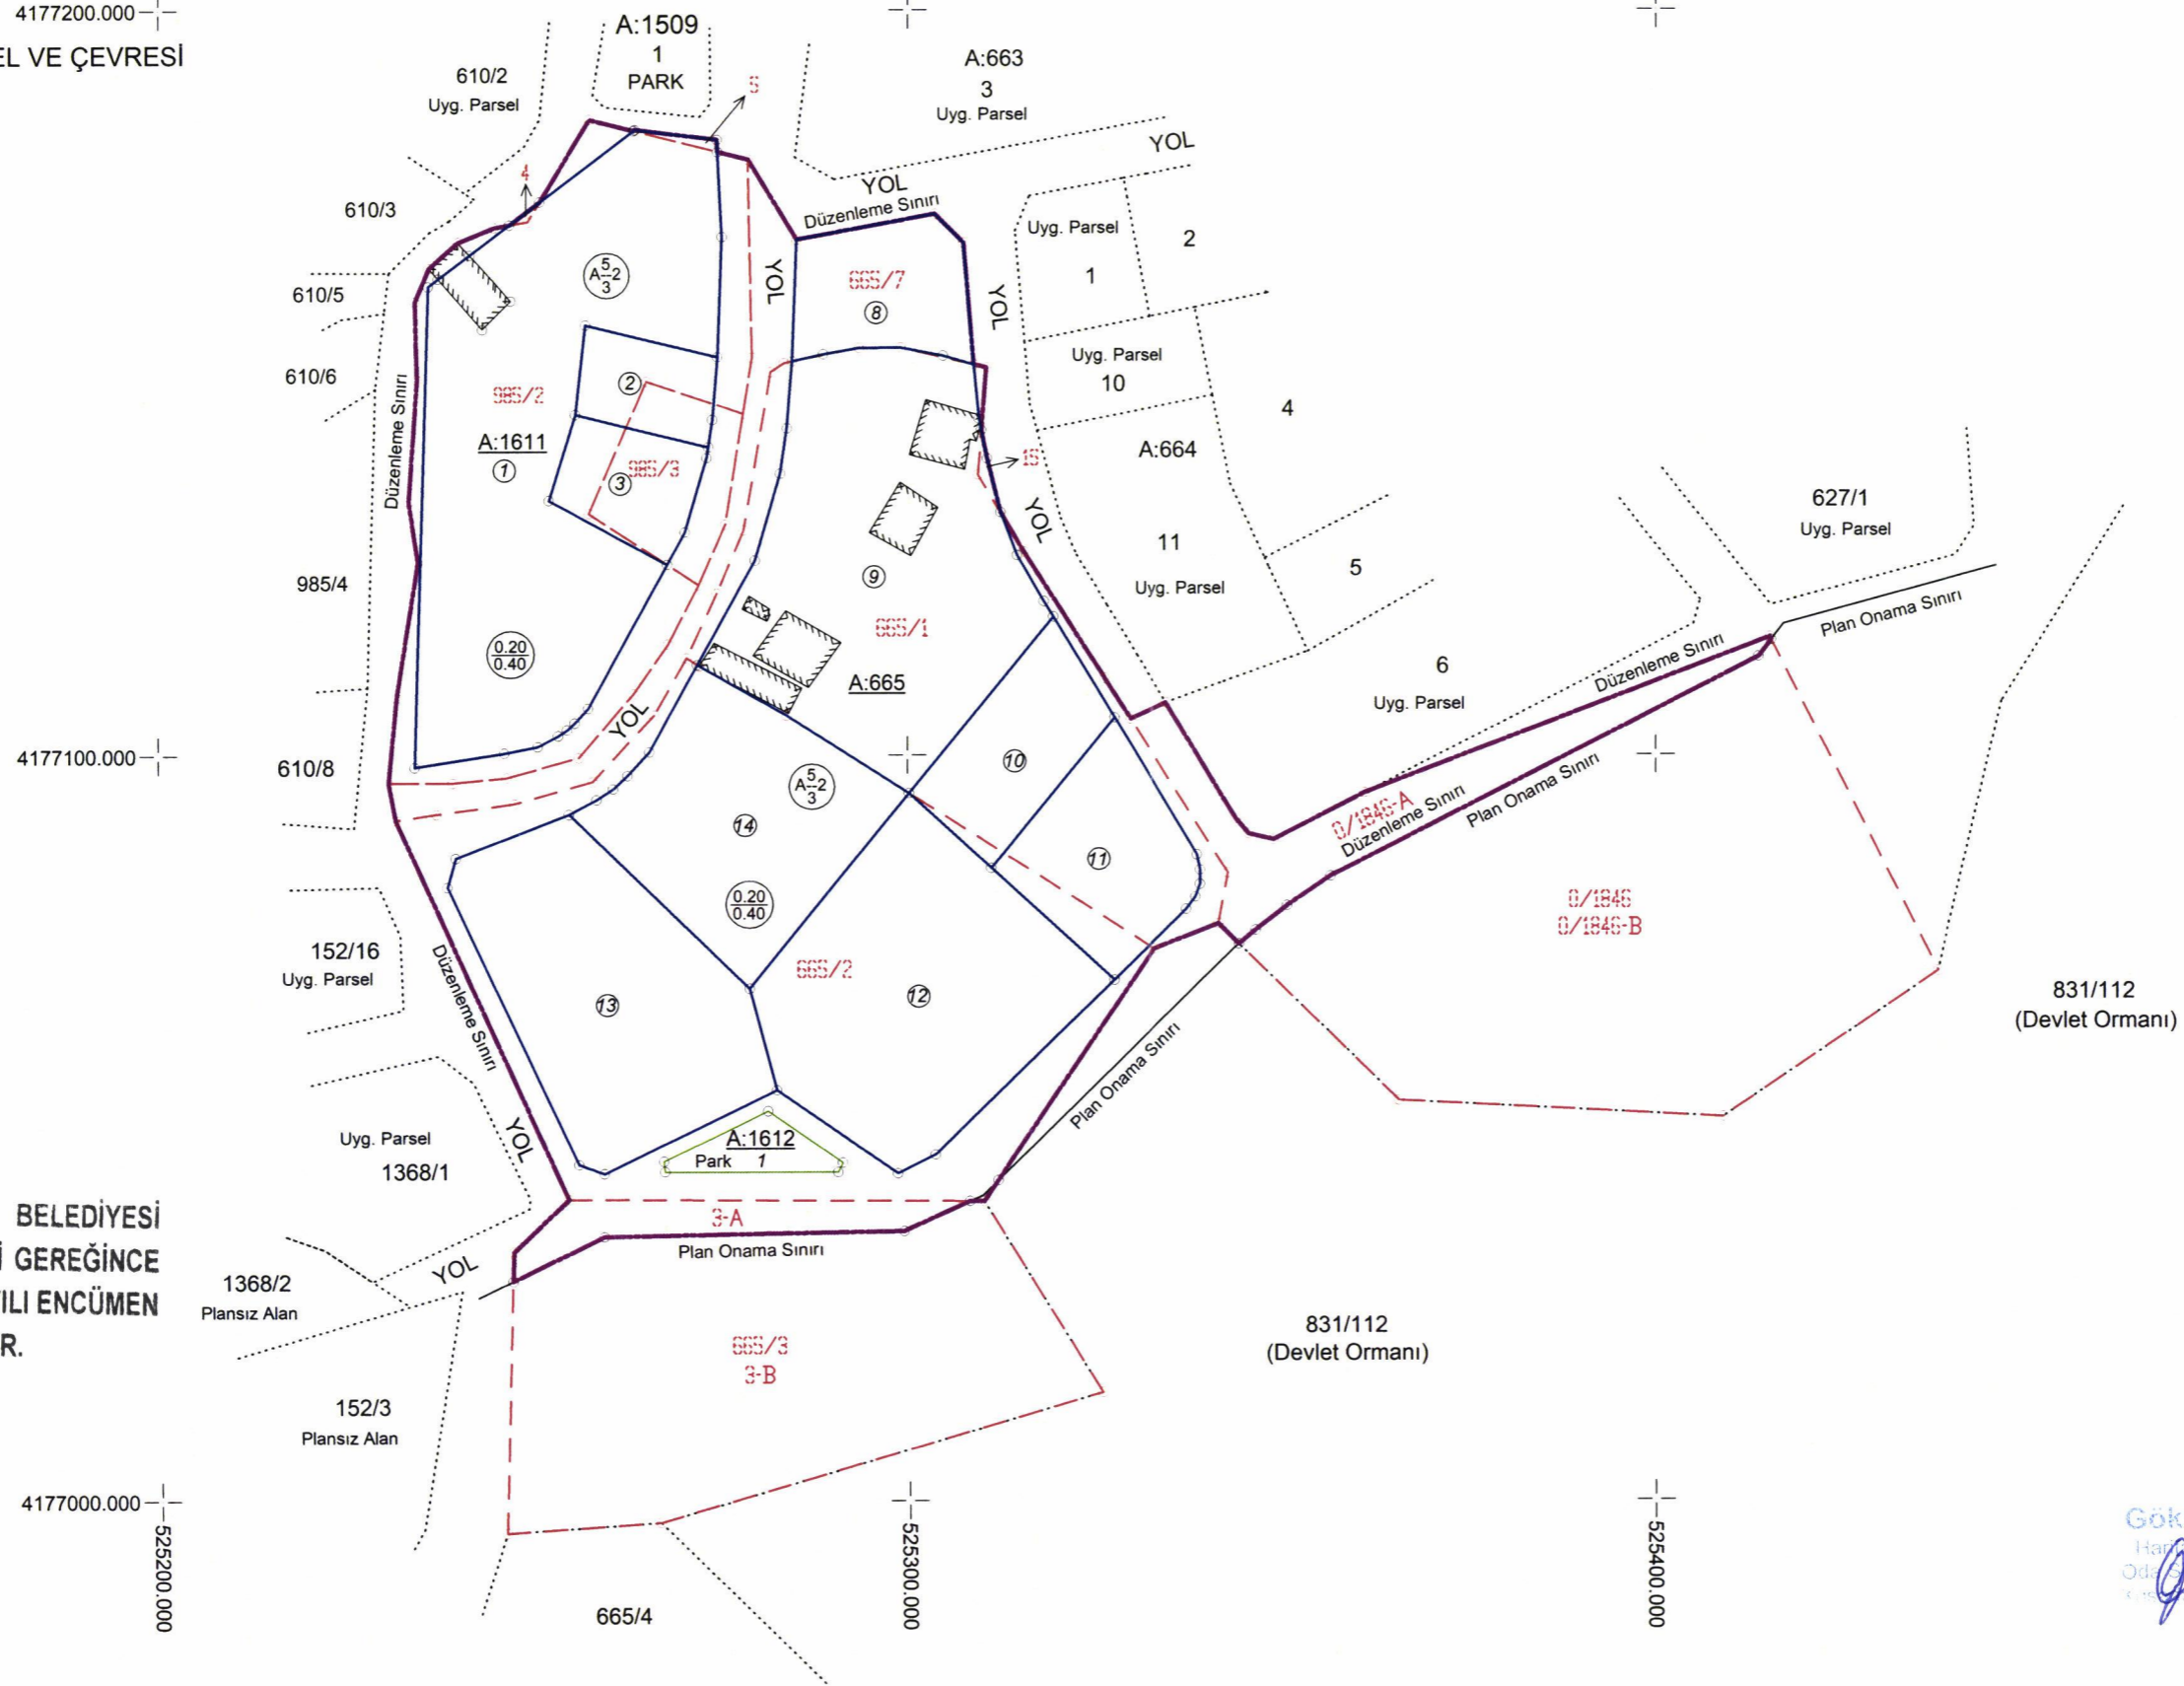 4177200.000
EL VE ÇEVRESİ
A:1509
1
PARK
610/2
Uyg. Parsel
5
A:663
3
Uyg. Parsel
YOL
4
YOL
Düzenleme Sınırı
610/3
Uyg. Parsel
1
2
A 5 2
3
YOL
665/7
8
YOL
610/5
Uyg. Parsel
10
610/6
Düzenleme Sınırı
985/2
2
4
A:1611
1
985/3
3
15
A:664
YOL
627/1
Uyg. Parsel
11
Uyg. Parsel
5
985/4
9
665/1
Plan Onama Sınırı
0.20
0.40
A:665
6
Uyg. Parsel
Düzenleme Sınırı
YOL
4177100.000
610/8
10
A 5 2
3
14
11
0/1846-A
Düzenleme Sınırı
Plan Onama Sınırı
0.20
0.40
0/1846
0/1846-B
152/16
Uyg. Parsel
Düzenleme Sınırı
665/2
13
12
831/112
(Devlet Ormanı)
Plan Onama Sınırı
Uyg. Parsel
1368/1
YOL
A:1612
Park 1
BELEDİYESİ
İ GEREĞİNCE
ILI ENCÜMEN
R.
3-A
Plan Onama Sınırı
YOL
1368/2
Plansız Alan
831/112
(Devlet Ormanı)
665/3
3-B
152/3
Plansız Alan
4177000.000
525200.000
525300.000
525400.000
665/4
Gök